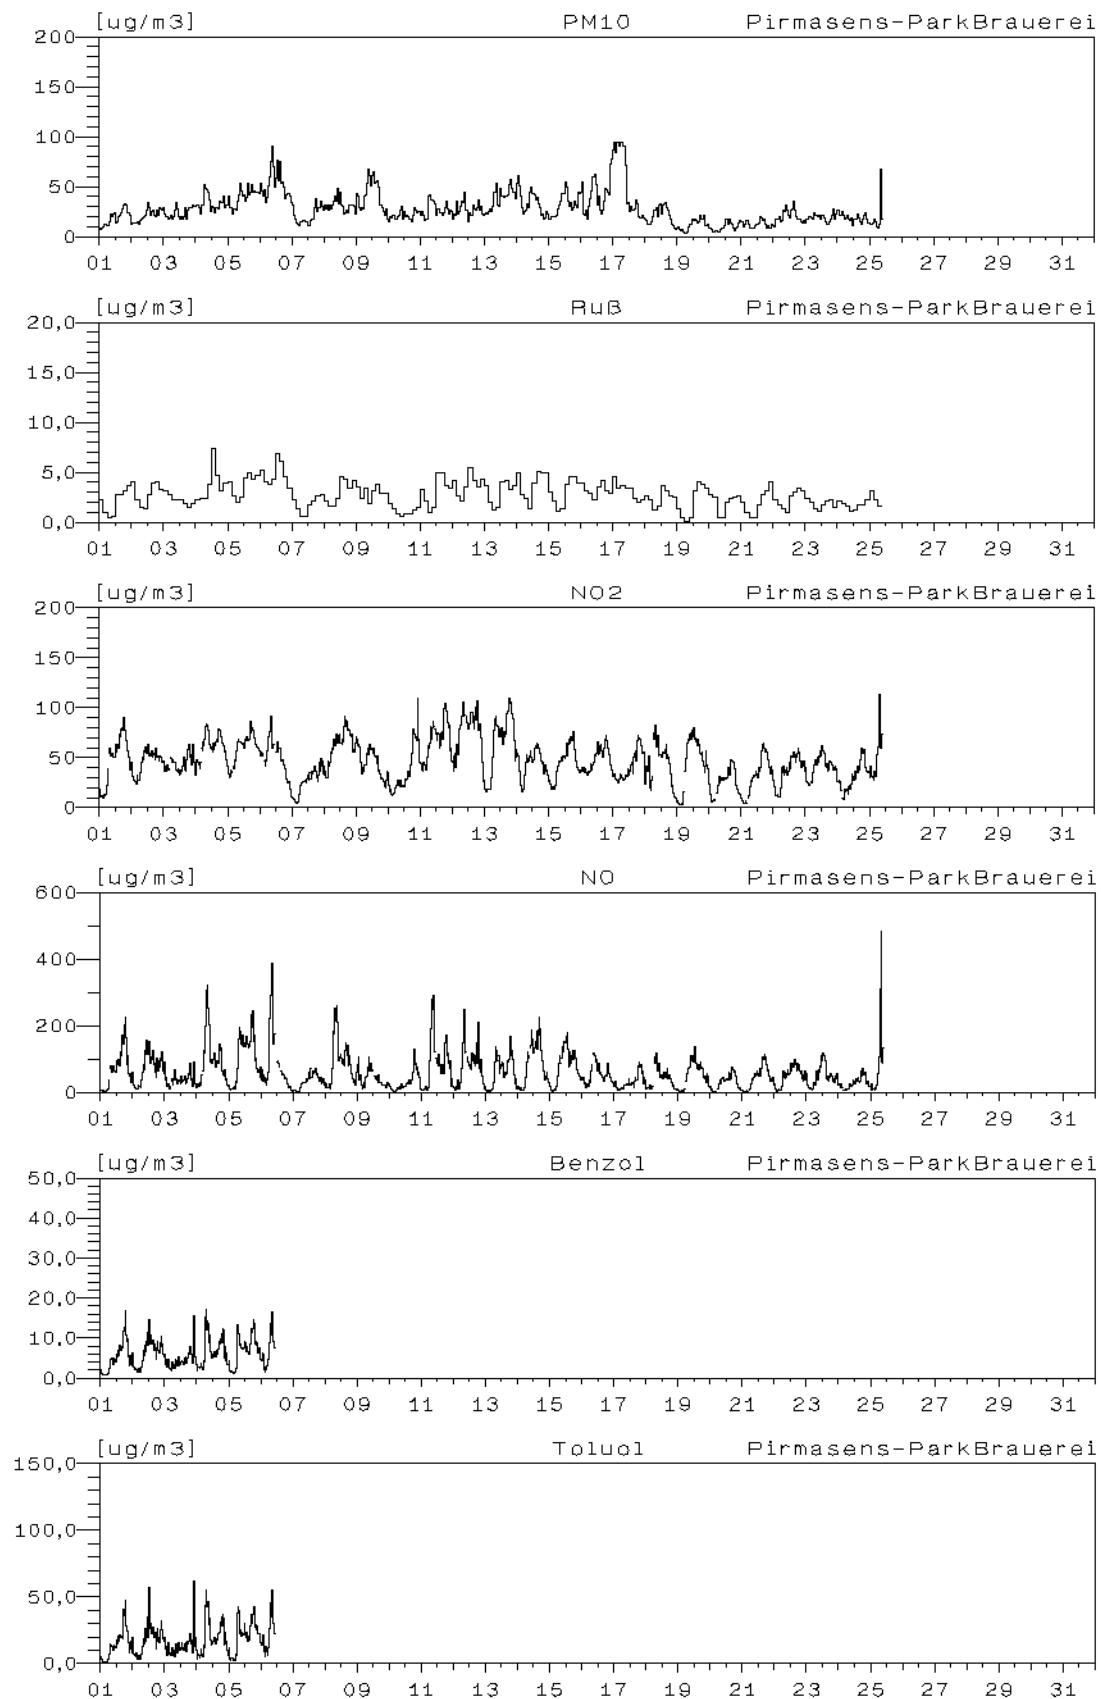 [ug/m3] PM10 Pirmasens-ParkBrauerei
200
150
100
50
0
01 03 05 07 09 11 13 15 17 19 21 23 25 27 29 31
[ug/m3] Ruß Pirmasens-ParkBrauerei
20,0
15,0
10,0
5,0
0,0
01 03 05 07 09 11 13 15 17 19 21 23 25 27 29 31
[ug/m3] NO2 Pirmasens-ParkBrauerei
200
150
100
50
0
01 03 05 07 09 11 13 15 17 19 21 23 25 27 29 31
[ug/m3] NO Pirmasens-ParkBrauerei
600
400
200
0
01 03 05 07 09 11 13 15 17 19 21 23 25 27 29 31
[ug/m3] Benzol Pirmasens-ParkBrauerei
50,0
40,0
30,0
20,0
10,0
0,0
01 03 05 07 09 11 13 15 17 19 21 23 25 27 29 31
[ug/m3] Toluol Pirmasens-ParkBrauerei
150,0
100,0
50,0
0,0
01 03 05 07 09 11 13 15 17 19 21 23 25 27 29 31